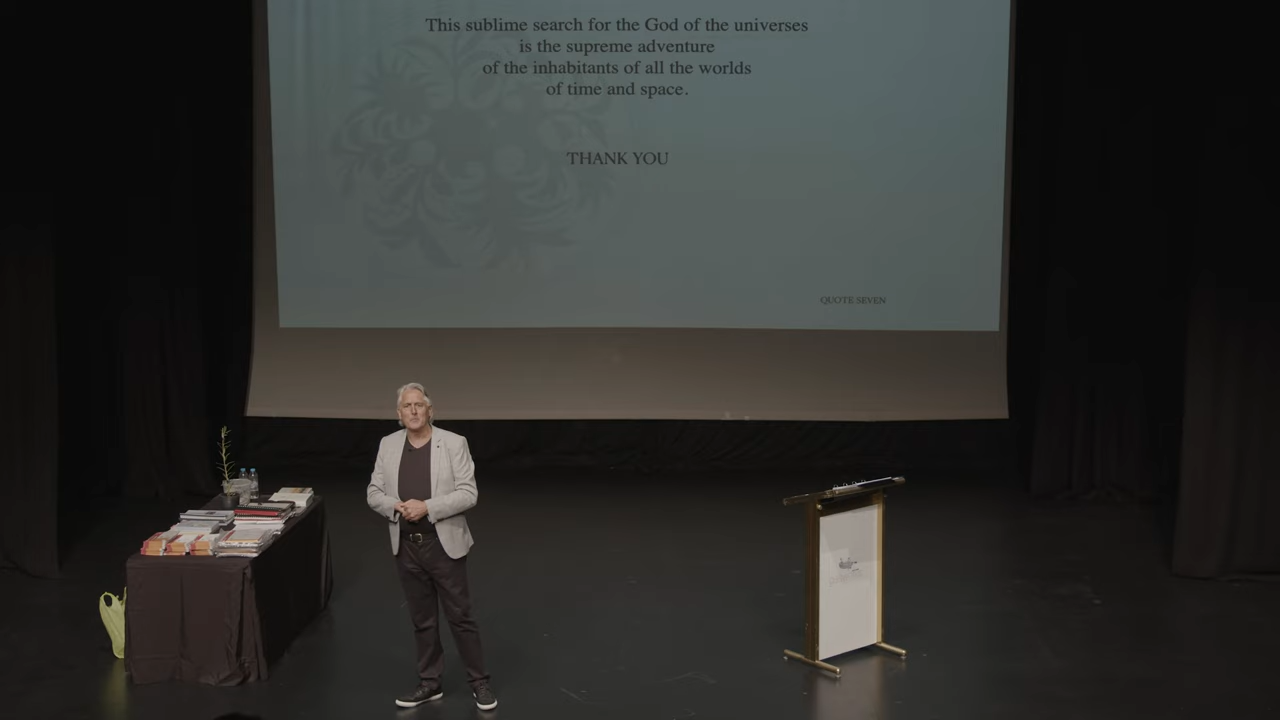 This sublime search for the God of the universes
is the supreme adventure
of the inhabitants of all the worlds
of time and space.
THANK YOU
QUOTE SEVEN